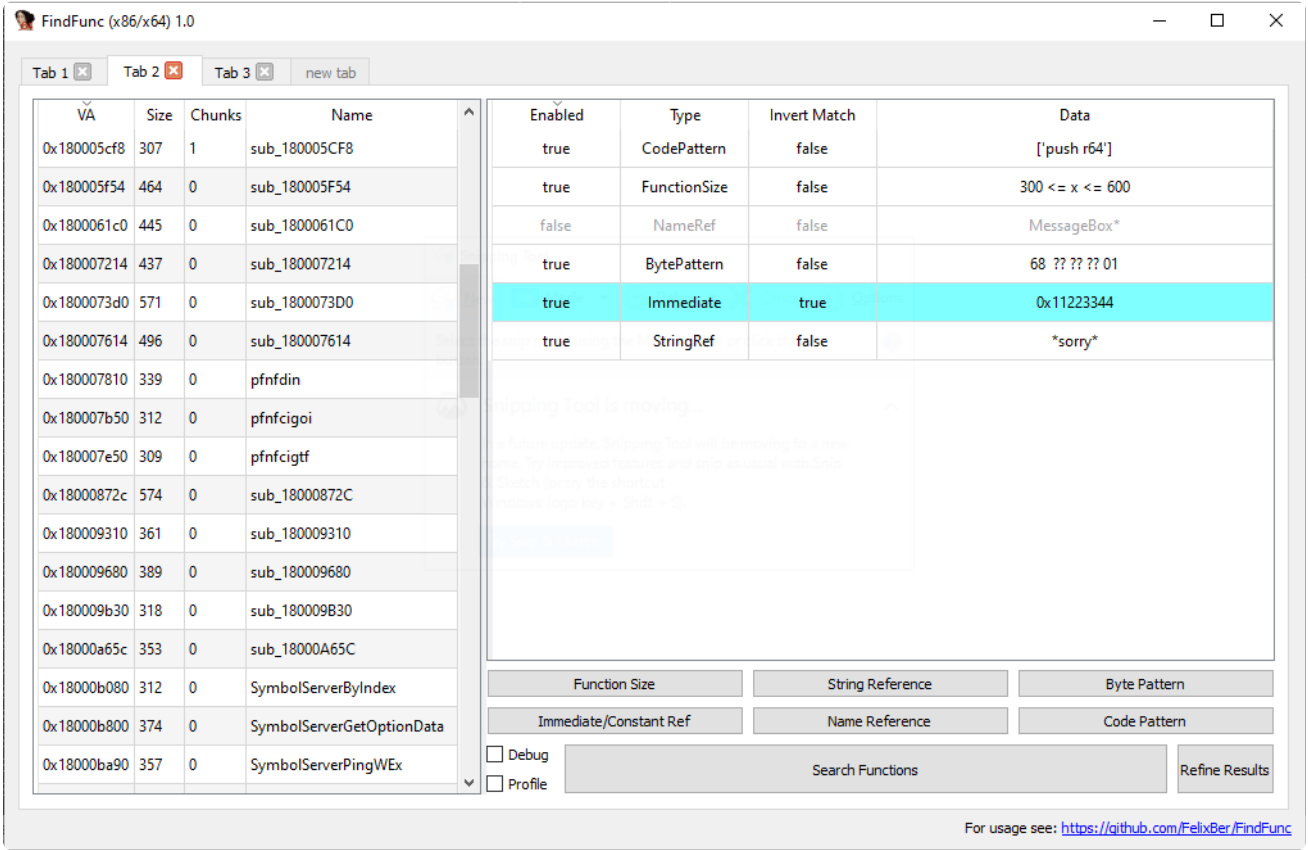 FindFunc (x86/x64) 1.0
Tab 1 Tab 2 Tab 3 new tab
VA Size Chunks Name
0x180005cf8 307 1 sub_180005CF8
0x180005f54 464 0 sub_180005F54
0x1800061c0 445 0 sub_1800061C0
0x180007214 437 0 sub_180007214
0x1800073d0 571 0 sub_1800073D0
0x180007614 496 0 sub_180007614
0x180007810 339 0 pfnfdin
0x180007b50 312 0 pfnfcigoi
0x180007e50 309 0 pfnfcigtf
0x18000872c 574 0 sub_18000872C
0x180009310 361 0 sub_180009310
0x180009680 389 0 sub_180009680
0x180009b30 318 0 sub_180009B30
0x18000a65c 353 0 sub_18000A65C
0x18000b080 312 0 SymbolServerByIndex
0x18000b800 374 0 SymbolServerGetOptionData
0x18000ba90 357 0 SymbolServerPingWEx
Enabled Type Invert Match Data
true CodePattern false ['push r64']
true FunctionSize false 300 <= x <= 600
false NameRef false MessageBox*
true BytePattern false 68 ?? ?? ?? 01
true Immediate true 0x11223344
true StringRef false *sorry*
Snipping Tool is moving...
Function Size String Reference Byte Pattern
Immediate/Constant Ref Name Reference Code Pattern
Debug
Profile
Search Functions
Refine Results
For usage see: https://github.com/FelixBer/FindFunc